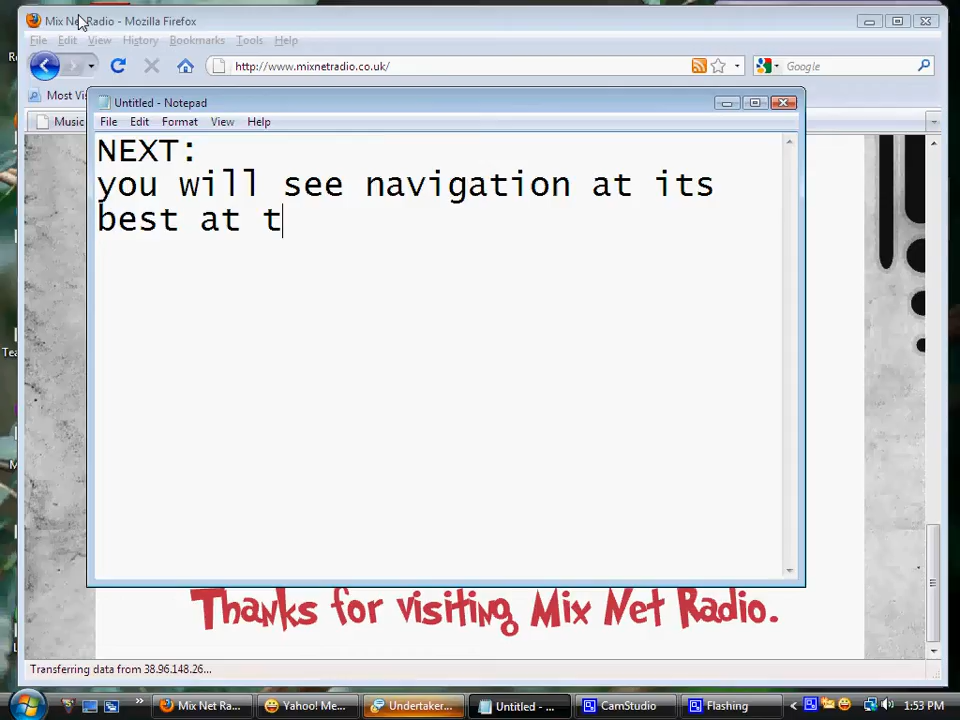 Mix Net Radio - Mozilla Firefox
File Edit View History Bookmarks Tools Help
http://www.mixnetradio.co.uk/
Google
Most Vis
Untitled - Notepad
Music
File Edit Format View Help
NEXT:
you will see navigation at its
best at t
Thanks for visiting Mix Net Radio.
Transferring data from 38.96.148.26...
Mix Net Ra...
Yahoo! Me...
Undertaker...
Untitled - ...
CamStudio
Flashing
1:53 PM